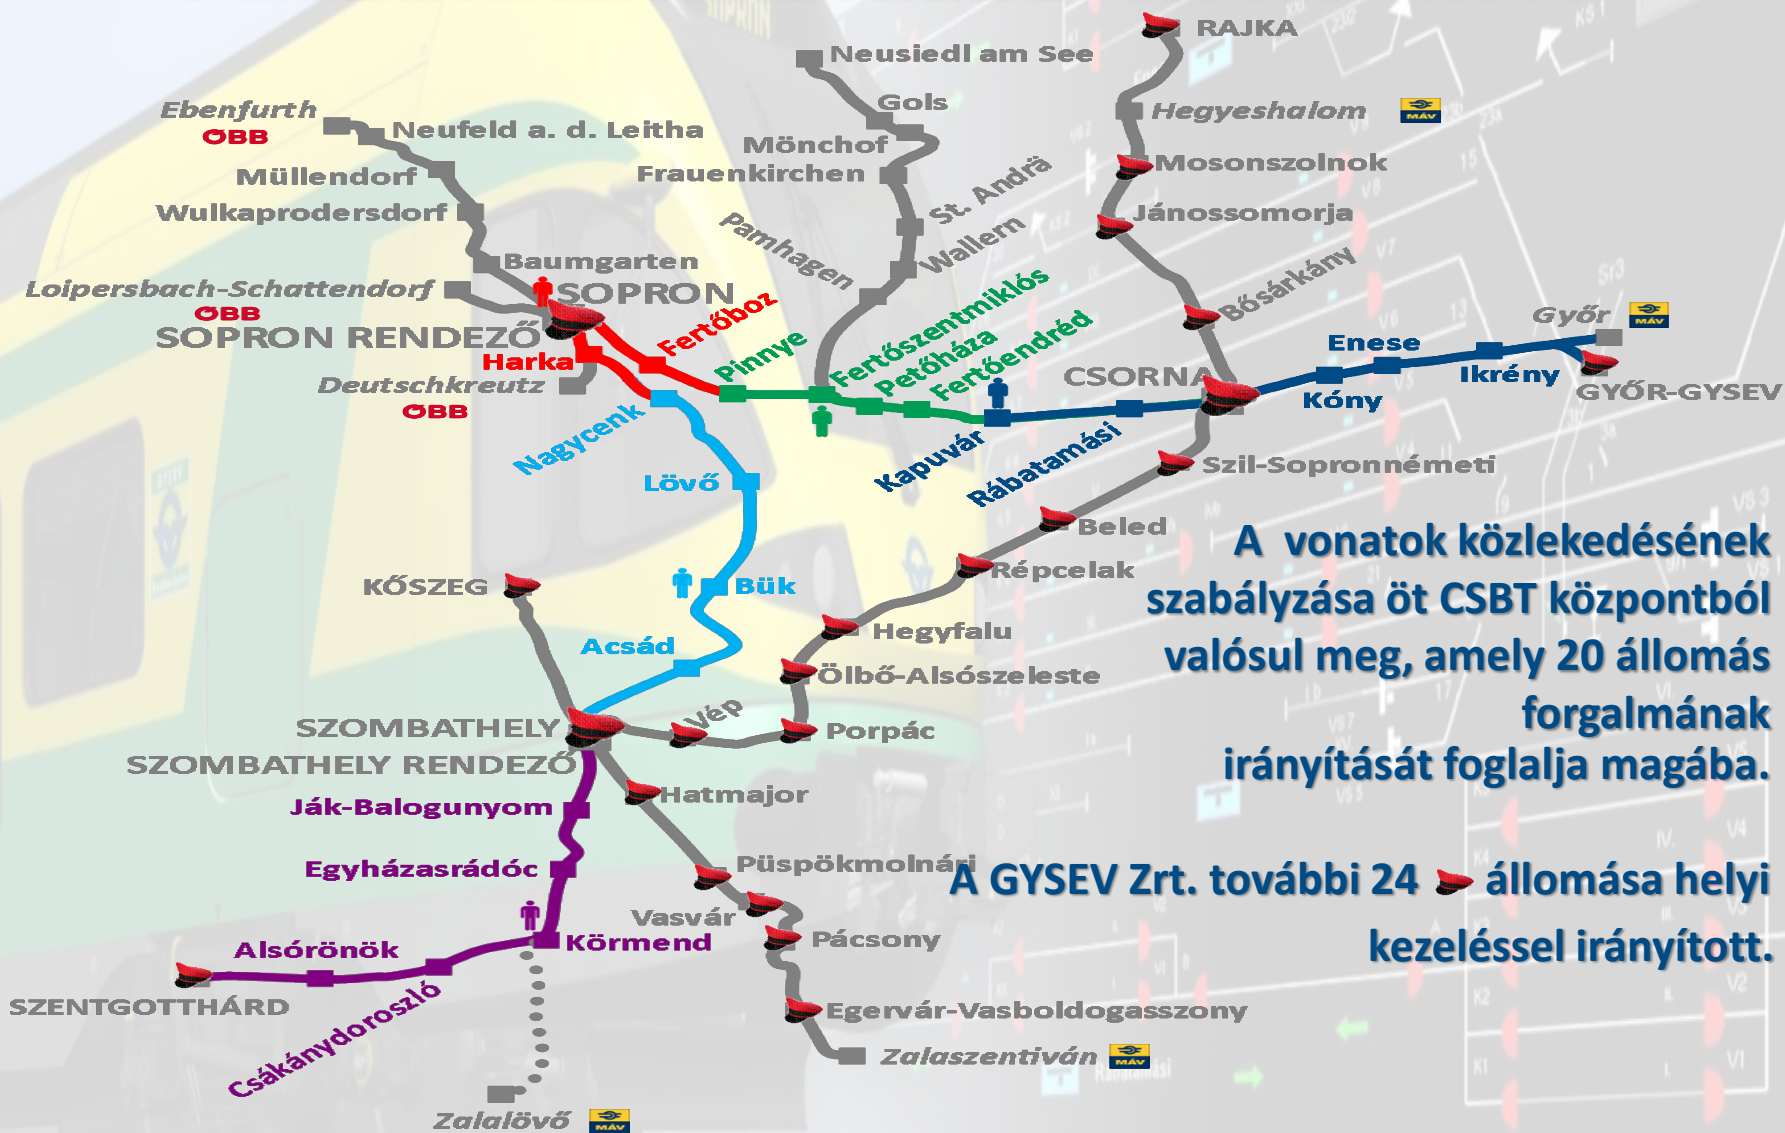 RAJKA
Neusiedl am See
Hegyeshalom
MÁV
Gols
Ebenfurth
ÖBB
Neufeld a. d. Leitha
Mönchof
Mosonszolnok
Müllendorf
Frauenkirchen
St. Andrä
Wulkaprodersdorf
Jánossomorja
Pamhagen
Wallern
Baumgarten
Bősárkány
Loipersbach-Schattendorf
ÖBB
SOPRON
SOPRON RENDEZŐ
Fertőboz
Pinnye
Fertőszentmiklós
Petőháza
Fertőendréd
Győr
MÁV
Enese
Harka
Ikrény
Deutschkreutz
ÖBB
CSORNA
Kóny
GYŐR-GYSEV
Nagycenk
Kapuvár
Rábatamási
Lövő
Szil-Sopronnémeti
Beled
Répcelak
KŐSZEG
Bük
Hegyfalu
Acsád
Ölbő-Alsószeleste
A vonatok közlekedésének
szabályzása öt CSBT központból
valósul meg, amely 20 állomás
forgalmának
irányítását foglalja magába.
SZOMBATHELY
Vép
Porpác
SZOMBATHELY RENDEZŐ
Hatmajor
Ják-Balogunyom
Egyházasrádóc
Püspökmolnári
A GYSEV Zrt. további 24 állomása helyi
kezeléssel irányított.
Vasvár
Körmend
Pácsony
Alsórönök
SZENTGOTTHÁRD
Csákánydoroszló
Egervár-Vasboldogasszony
Zalaszentiván
MÁV
Zalalövő
MÁV